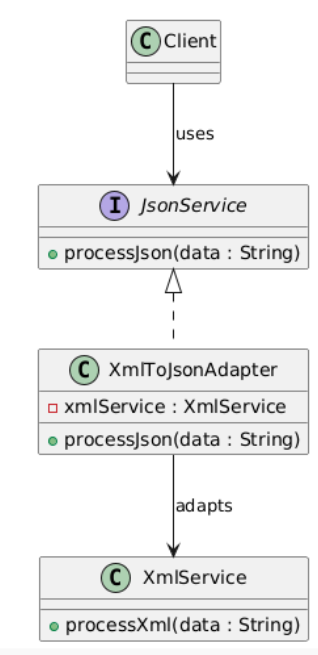 C Client
uses
I JsonService
processJson(data : String)
C XmlToJsonAdapter
xmlService : XmlService
processJson(data : String)
adapts
C XmlService
processXml(data : String)